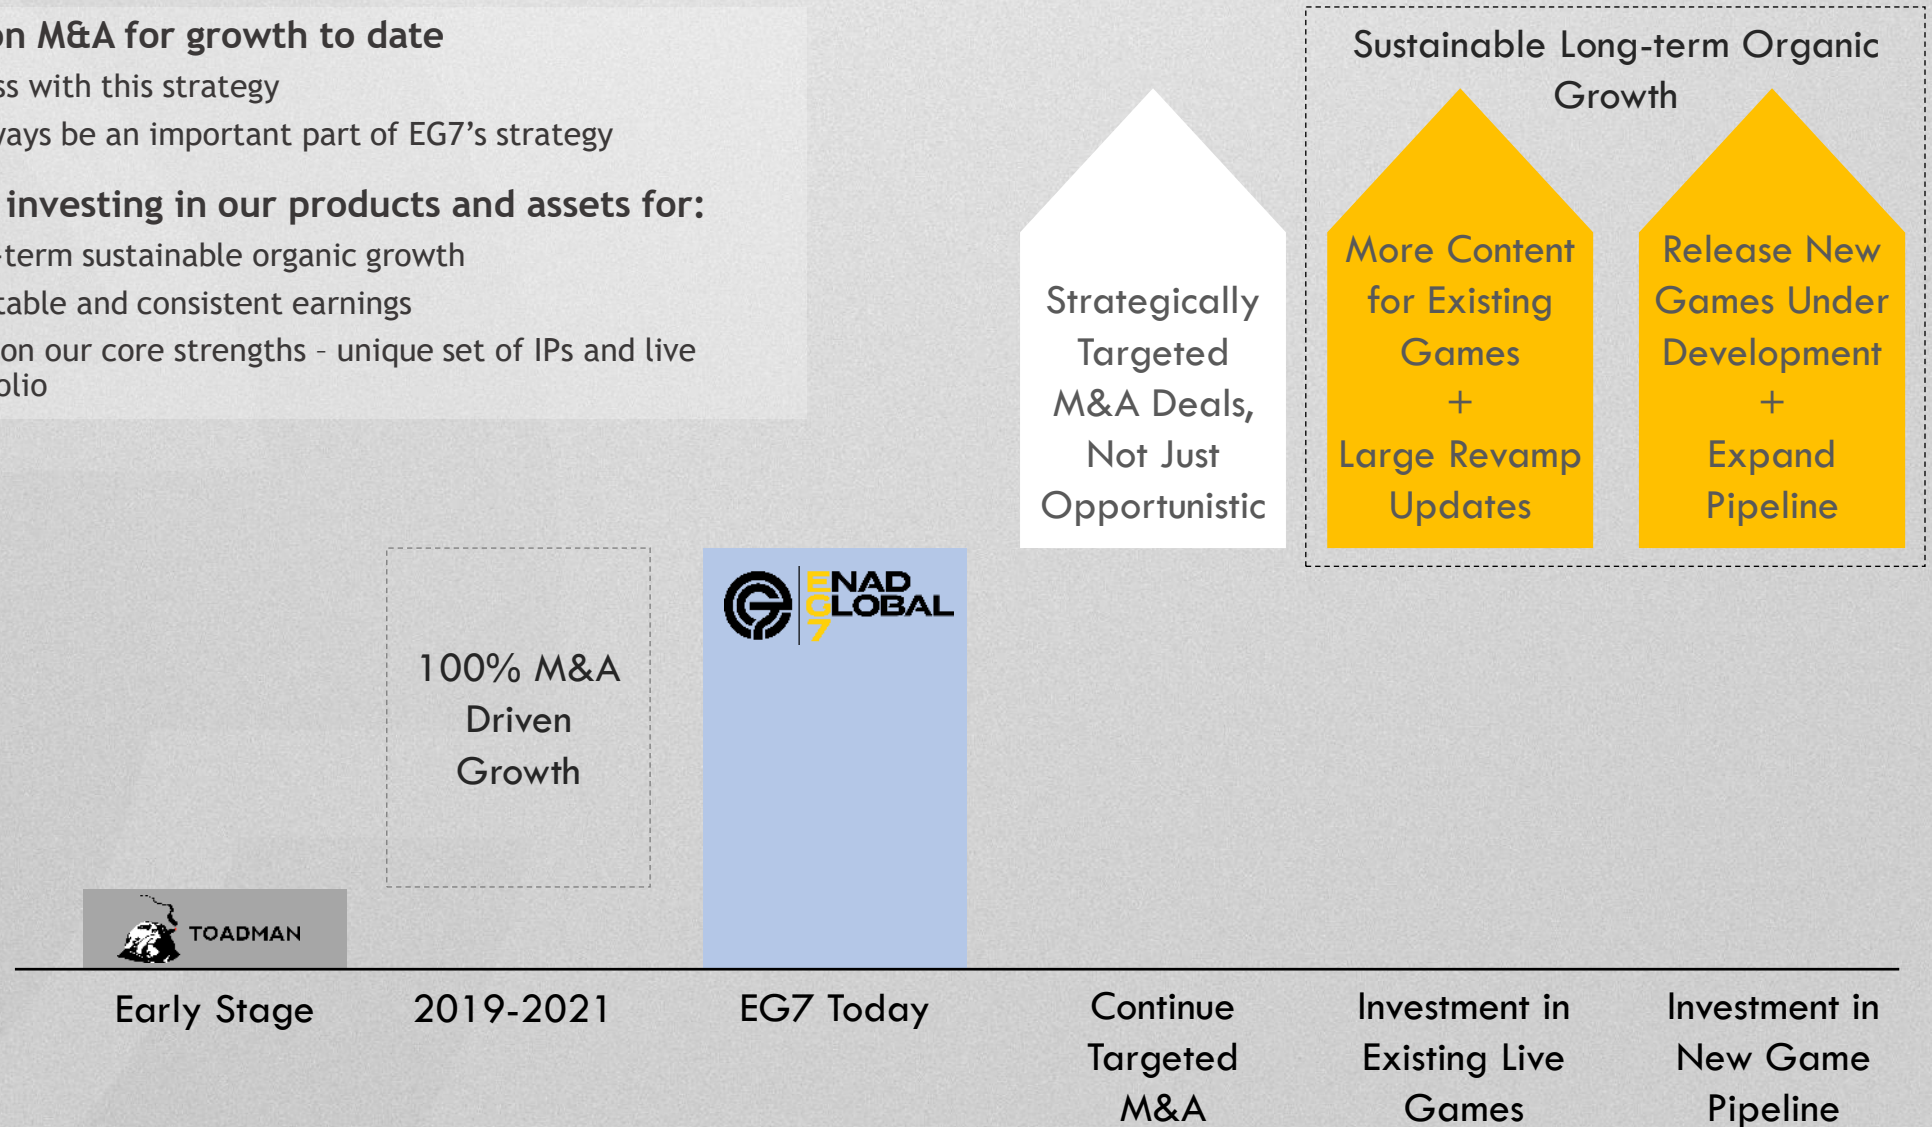 on M&A for growth to date
ss with this strategy
ways be an important part of EG7's strategy
investing in our products and assets for:
-term sustainable organic growth
table and consistent earnings
on our core strengths – unique set of IPs and live
olio
Sustainable Long-term Organic
Growth
Strategically
Targeted
M&A Deals,
Not Just
Opportunistic
More Content
for Existing
Games
+
Large Revamp
Updates
Release New
Games Under
Development
+
Expand
Pipeline
100% M&A
Driven
Growth
ENAD
GLOBAL
7
TOADMAN
Early Stage
2019-2021
EG7 Today
Continue
Targeted
M&A
Investment in
Existing Live
Games
Investment in
New Game
Pipeline